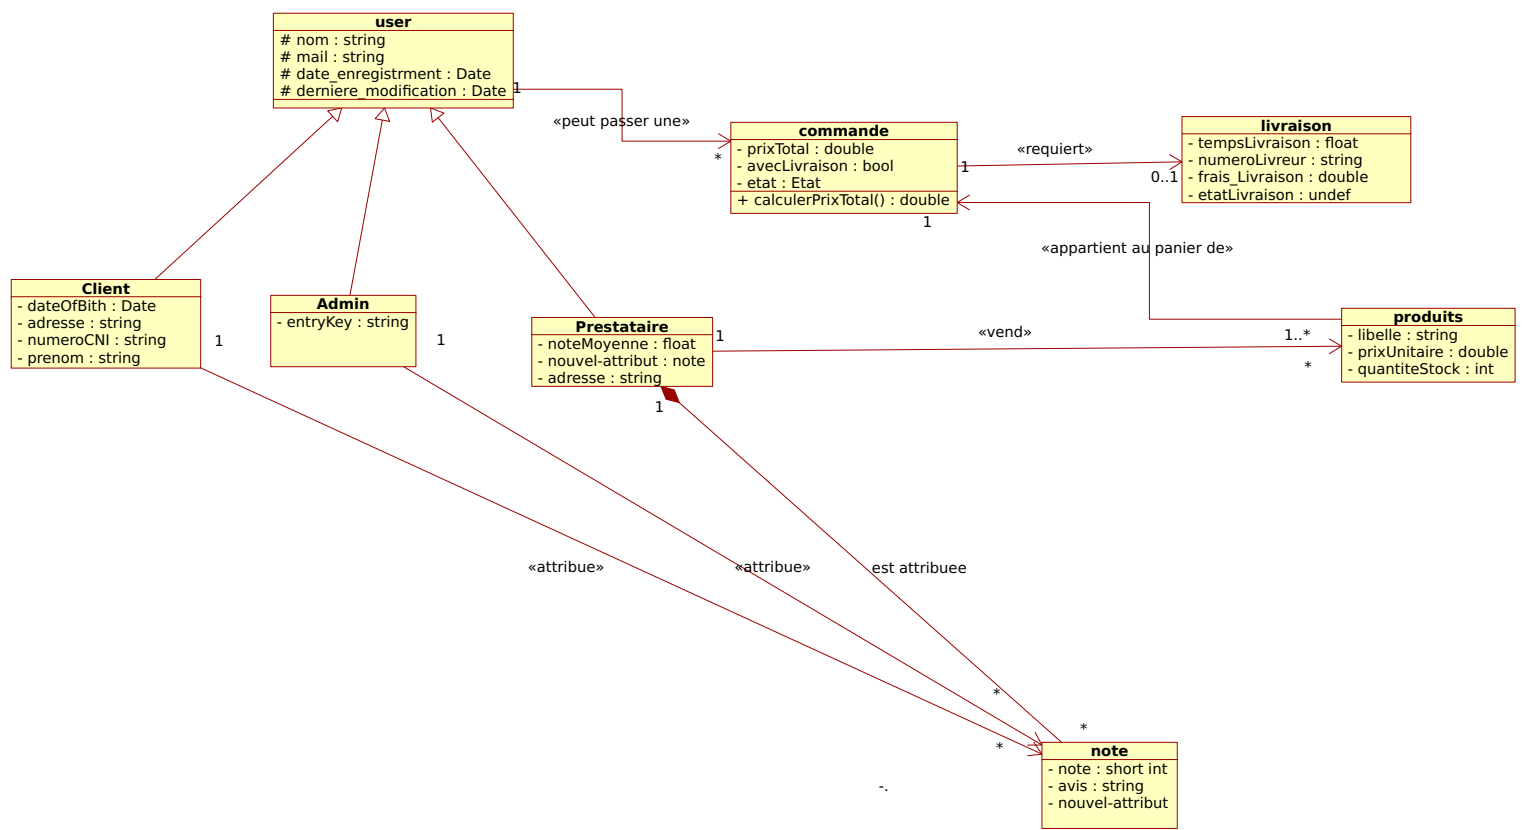 user
# nom : string
# mail : string
# date_enregistrment : Date
# derniere_modification : Date
1
«peut passer une»
*
commande
- prixTotal : double
- avecLivraison : bool
- etat : Etat
+ calculerPrixTotal() : double
1
«requiert»
0..1
livraison
- tempsLivraison : float
- numeroLivreur : string
- frais_Livraison : double
- etatLivraison : undef
1
«appartient au panier de»
Client
- dateOfBith : Date
- adresse : string
- numeroCNI : string
- prenom : string
1
Admin
- entryKey : string
1
Prestataire
- noteMoyenne : float
- nouvel-attribut : note
- adresse : string
1
«vend»
1..*
*
produits
- libelle : string
- prixUnitaire : double
- quantiteStock : int
1
«attribue»
«attribue»
est attribuee
*
*
*
note
- note : short int
- avis : string
- nouvel-attribut
-.